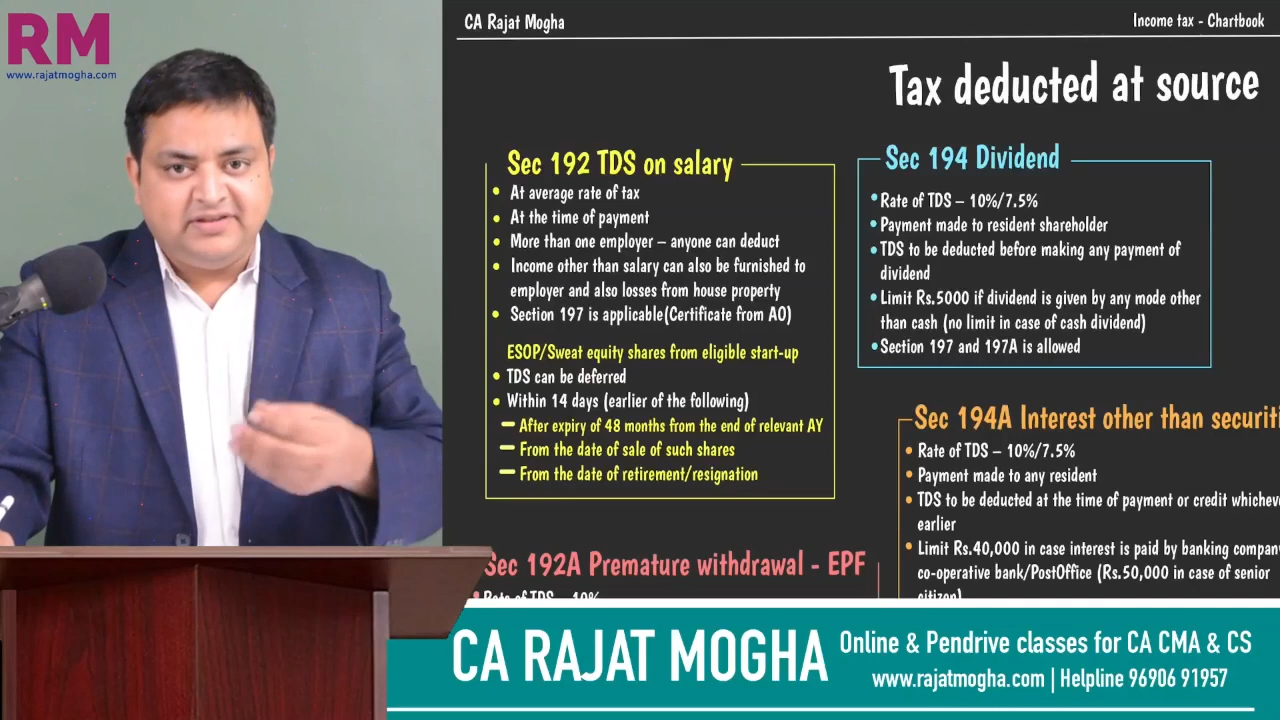 RM
www.rajatmogha.com
CA Rajat Mogha
Income tax - Chartbook
Tax deducted at source
Sec 192 TDS on salary
• At average rate of tax
• At the time of payment
• More than one employer – anyone can deduct
• Income other than salary can also be furnished to
employer and also losses from house property
• Section 197 is applicable(Certificate from AO)
ESOP/Sweat equity shares from eligible start-up
• TDS can be deferred
• Within 14 days (earlier of the following)
– After expiry of 48 months from the end of relevant AY
– From the date of sale of such shares
– From the date of retirement/resignation
Sec 192A Premature withdrawal - EPF
• Rate of TDS – 10%
Sec 194 Dividend
• Rate of TDS – 10%/7.5%
• Payment made to resident shareholder
• TDS to be deducted before making any payment of
dividend
• Limit Rs.5000 if dividend is given by any mode other
than cash (no limit in case of cash dividend)
• Section 197 and 197A is allowed
Sec 194A Interest other than securiti
• Rate of TDS – 10%/7.5%
• Payment made to any resident
• TDS to be deducted at the time of payment or credit whicheve
earlier
• Limit Rs.40,000 in case interest is paid by banking company
co-operative bank/PostOffice (Rs.50,000 in case of senior
citizen)
CA RAJAT MOGHA
Online & Pendrive classes for CA CMA & CS
www.rajatmogha.com | Helpline 96906 91957